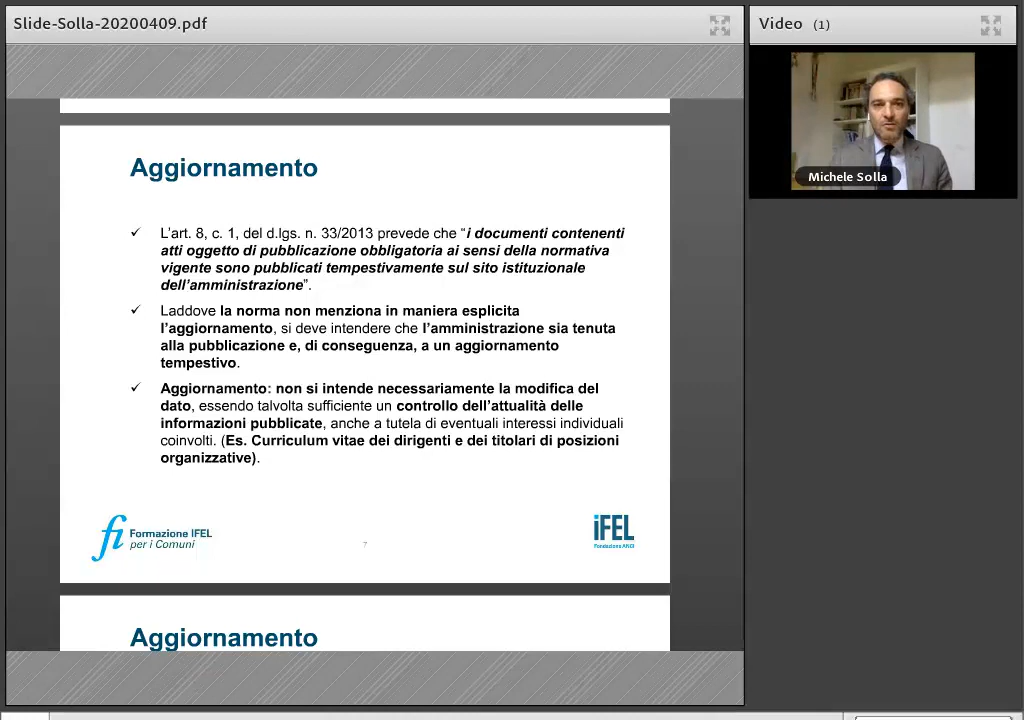 Slide-Solla-20200409.pdf
Video (1)
Michele Solla
Aggiornamento
✓ L'art. 8, c. 1, del d.lgs. n. 33/2013 prevede che “i documenti contenenti
atti oggetto di pubblicazione obbligatoria ai sensi della normativa
vigente sono pubblicati tempestivamente sul sito istituzionale
dell'amministrazione”.
✓ Laddove la norma non menziona in maniera esplicita
l'aggiornamento, si deve intendere che l'amministrazione sia tenuta
alla pubblicazione e, di conseguenza, a un aggiornamento
tempestivo.
✓ Aggiornamento: non si intende necessariamente la modifica del
dato, essendo talvolta sufficiente un controllo dell'attualità delle
informazioni pubblicate, anche a tutela di eventuali interessi individuali
coinvolti. (Es. Curriculum vitae dei dirigenti e dei titolari di posizioni
organizzative).
fi Formazione IFEL
per i Comuni
7
iFEL
Fondazione ANCI
Aggiornamento